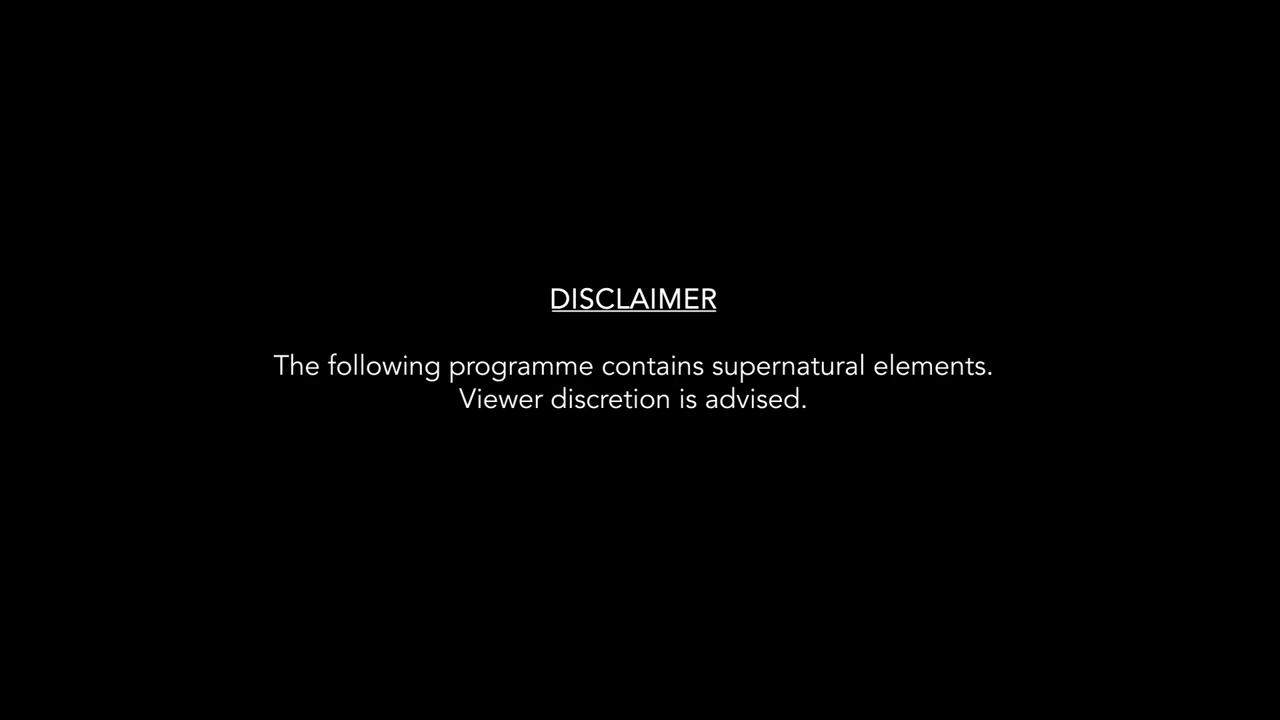 DISCLAIMER
The following programme contains supernatural elements.
Viewer discretion is advised.